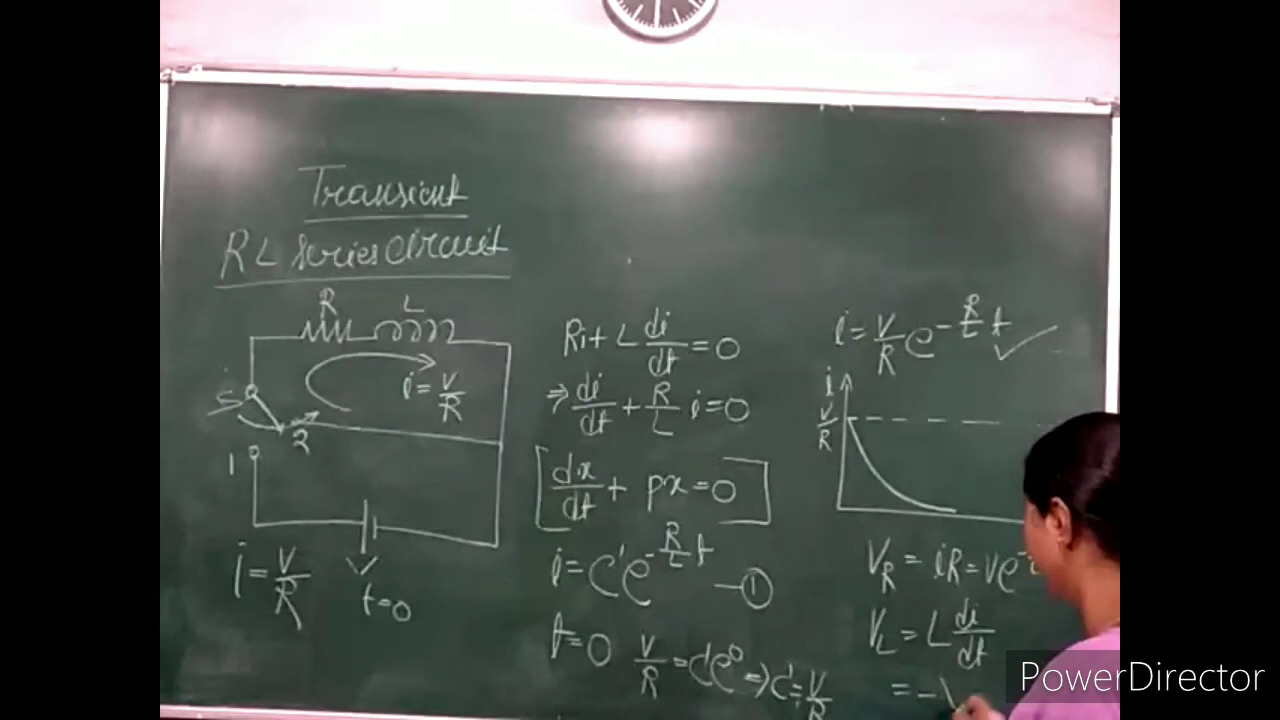 Transient
RL Series Circuit
R L
i = V/R
S
2
1
V
i = V/R
t=0
Ri + L di/dt = 0
⇒ di/dt + R/L i = 0
[dx/dt + px = 0]
i = c'e^(-R/L t) —①
t=0 V/R = c'e^0 ⇒ c' = V/R
i = V/R e^(-R/L t) ✓
i
V/R
V_R = iR = Ve^-
V_L = L di/dt
= -V
PowerDirector